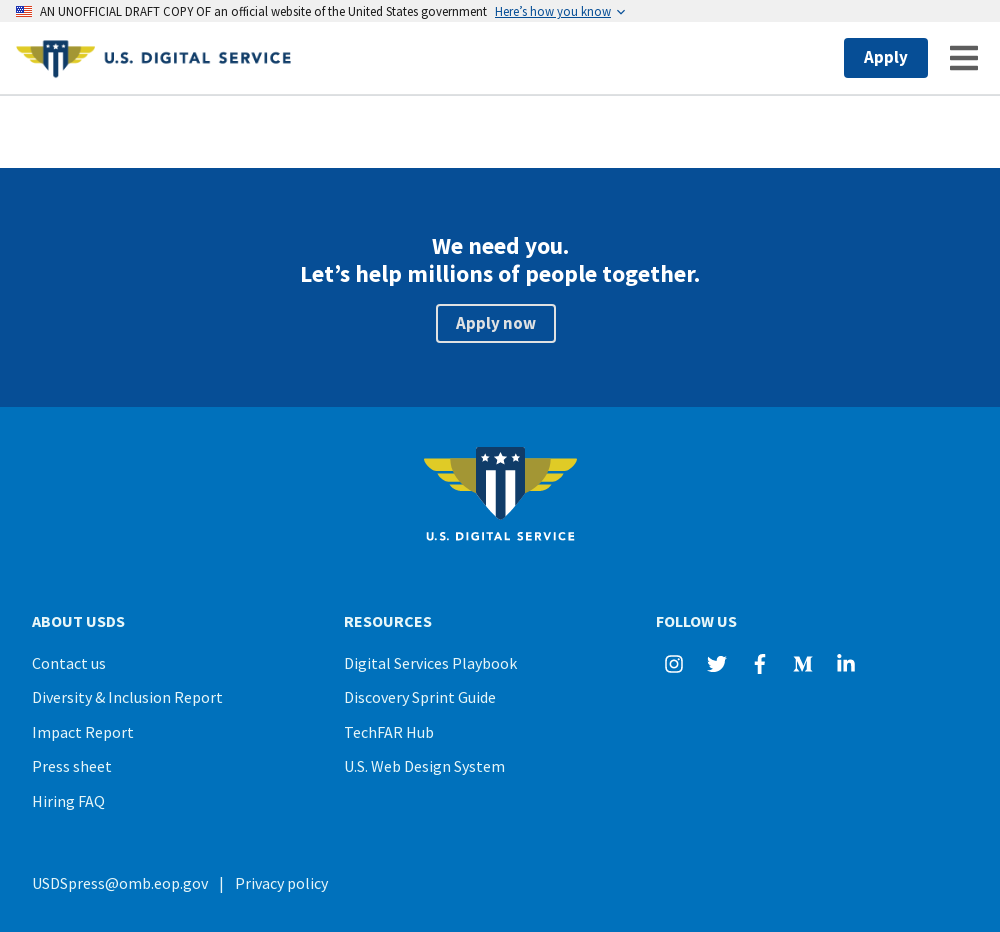 AN UNOFFICIAL DRAFT COPY OF an official website of the United States government Here’s how you know
U.S. DIGITAL SERVICE
Apply
We need you.
Let’s help millions of people together.
Apply now
U.S. DIGITAL SERVICE
ABOUT USDS
Contact us
Diversity & Inclusion Report
Impact Report
Press sheet
Hiring FAQ
RESOURCES
Digital Services Playbook
Discovery Sprint Guide
TechFAR Hub
U.S. Web Design System
FOLLOW US
USDSpress@omb.eop.gov | Privacy policy